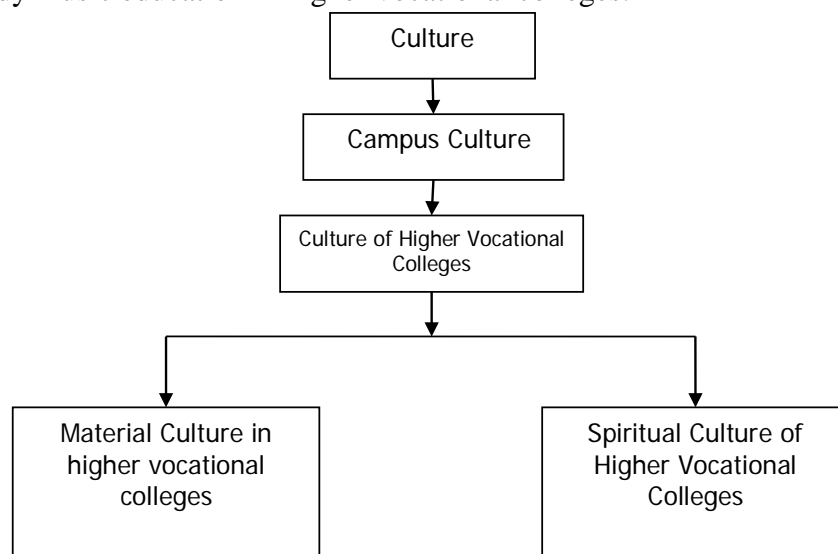 Culture
Campus Culture
Culture of Higher Vocational
Colleges
Material Culture in
higher vocational
colleges
Spiritual Culture of
Higher Vocational
Colleges